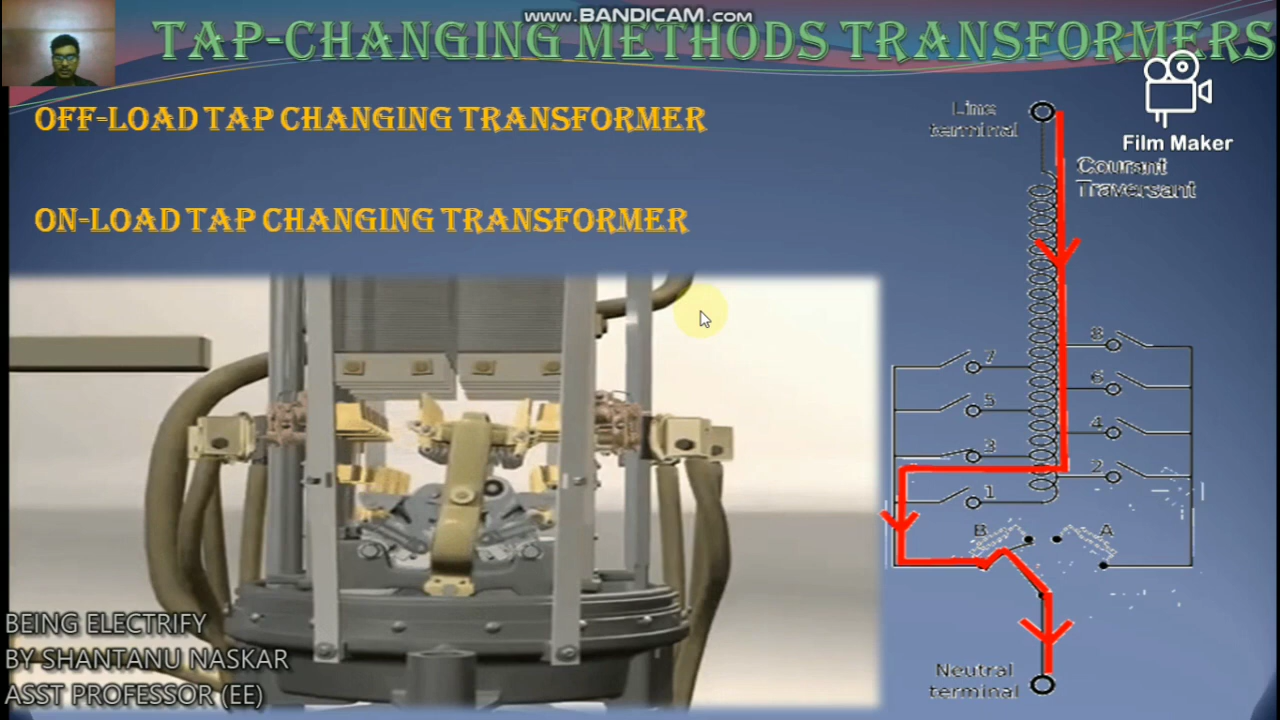 www.BANDICAM.com
TAP-CHANGING METHODS TRANSFORMERS
OFF-LOAD TAP CHANGING TRANSFORMER
ON-LOAD TAP CHANGING TRANSFORMER
Film Maker
Line
terminal
Courant
Traversant
8
7
6
5
4
3
2
1
B
A
Neutral
terminal
BEING ELECTRIFY
BY SHANTANU NASKAR
ASST PROFESSOR (EE)